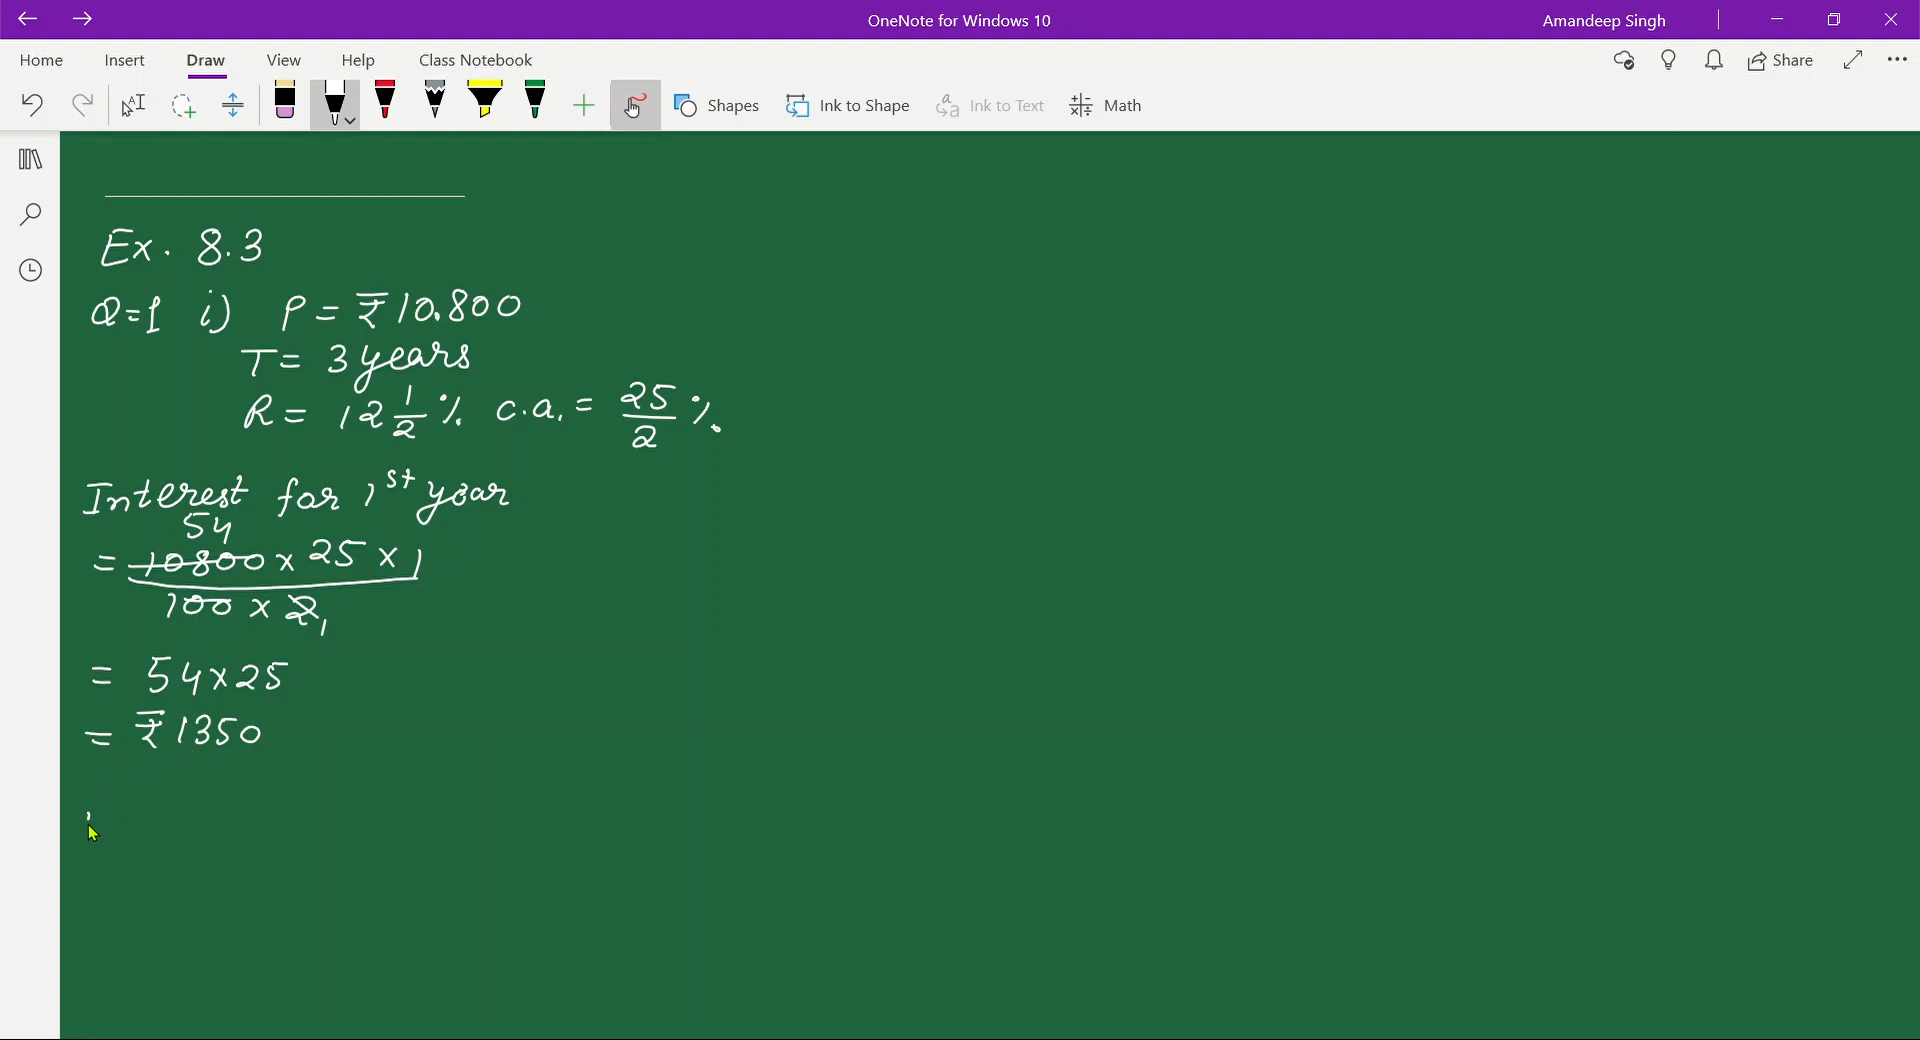 OneNote for Windows 10
Amandeep Singh
Home Insert Draw View Help Class Notebook
Share
Shapes Ink to Shape Ink to Text Math
Ex. 8.3
Q=1 i) P = ₹10,800
T = 3 years
R = 12 1/2 % c.a. = 25/2 %.
Interest for 1st year
54
= 10800 x 25 x 1
100 x 2 1
= 54x25
= ₹1350